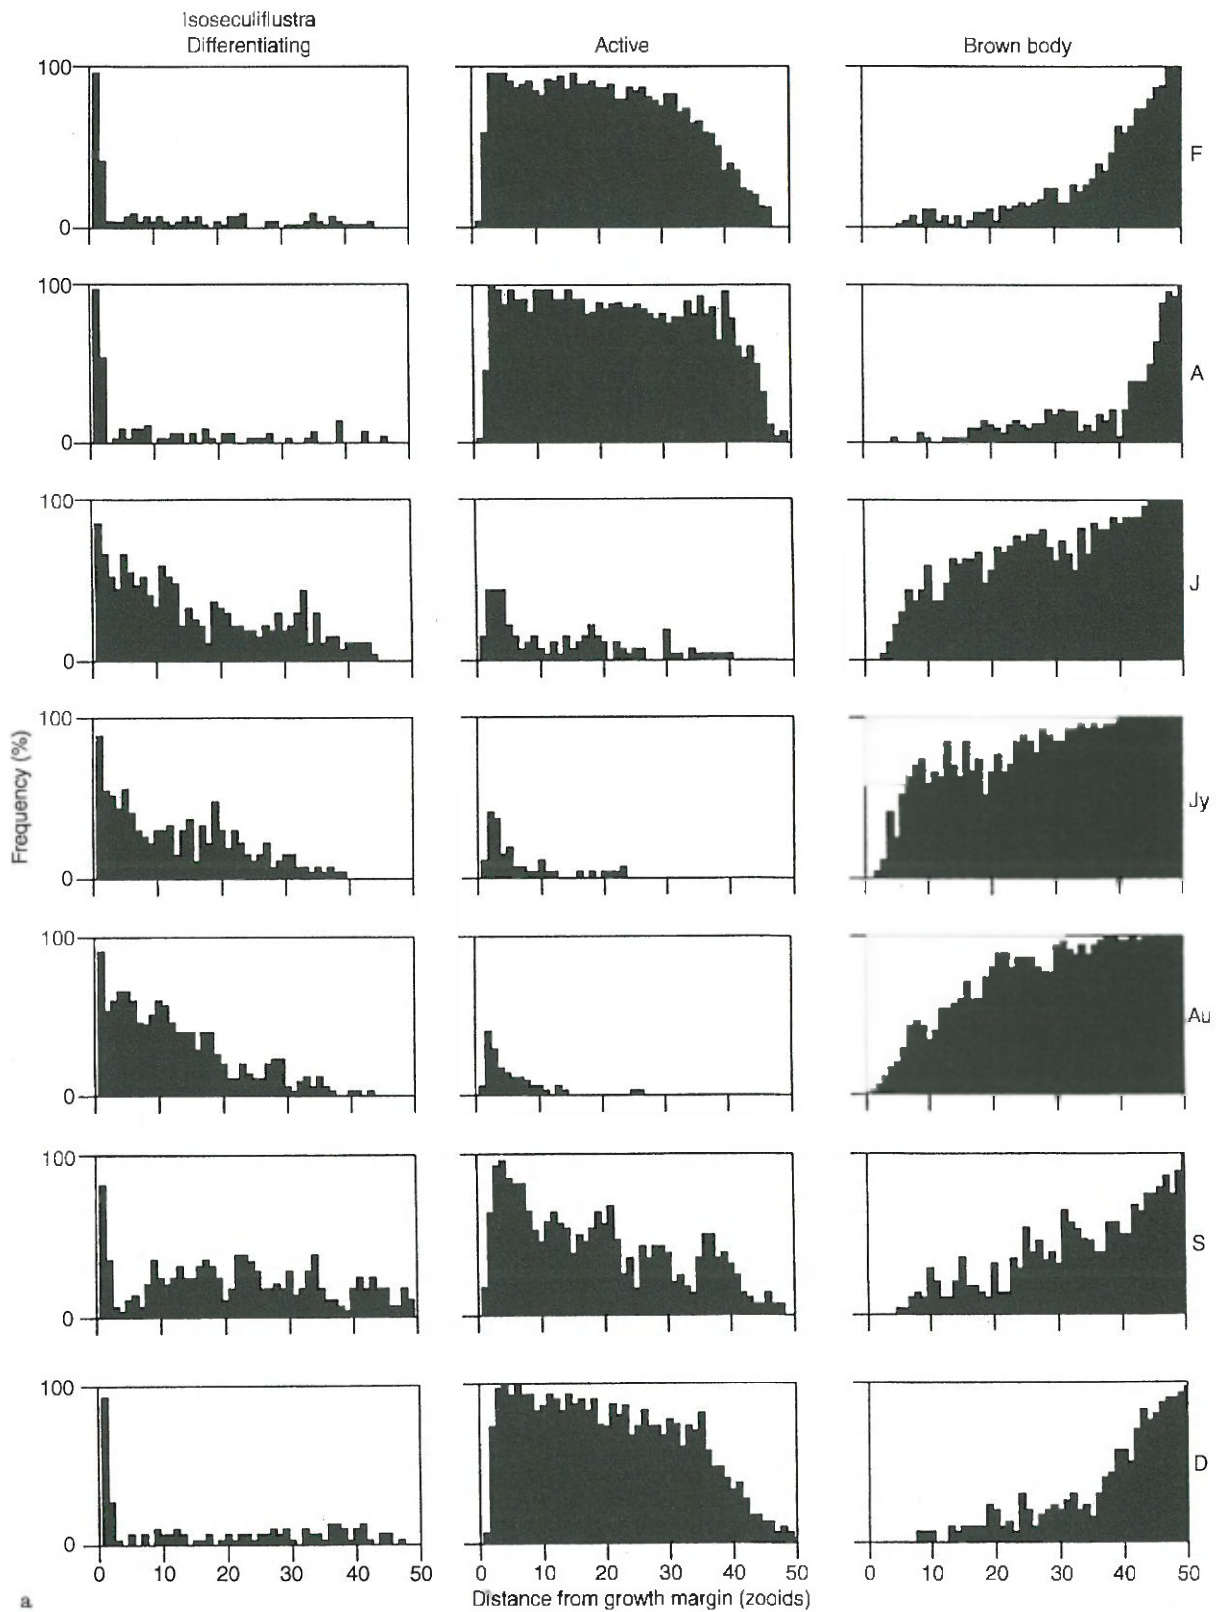 Isoseculiflustra
Differentiating Active Brown body
100
0
F
100
0
A
100
0
J
100
0
Jy
100
0
Au
100
0
S
100
0
D
Frequency (%)
0 10 20 30 40 50 0 10 20 30 40 50 0 10 20 30 40 50
Distance from growth margin (zooids)
a